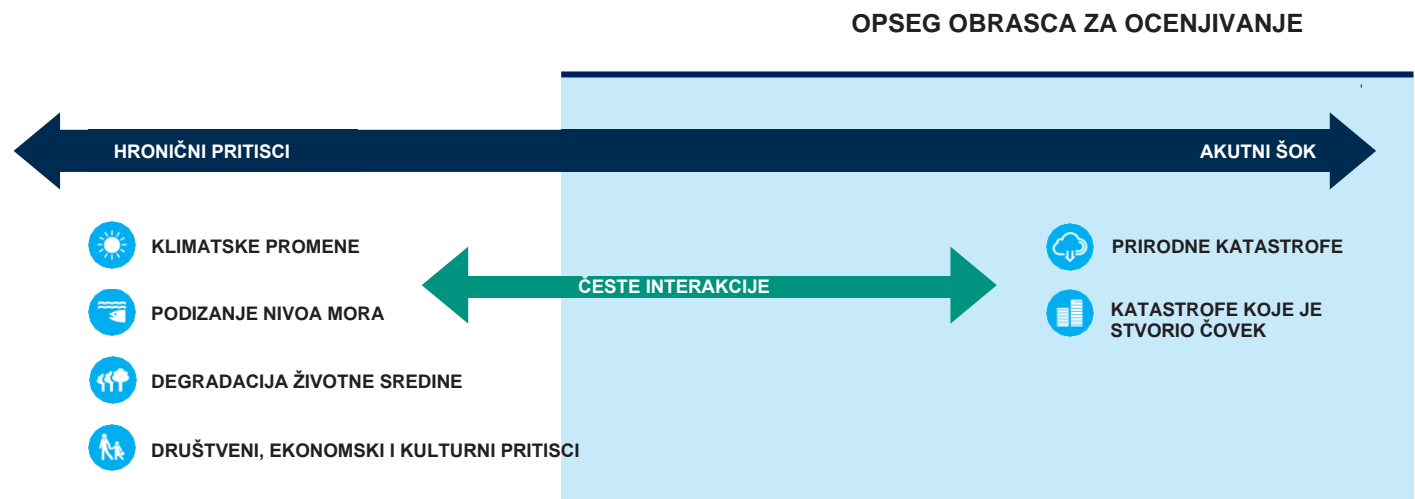 OPSEG OBRASCA ZA OCENJIVANJE
HRONIČNI PRITISCI
AKUTNI ŠOK
KLIMATSKE PROMENE
PODIZANJE NIVOA MORA
DEGRADACIJA ŽIVOTNE SREDINE
DRUŠTVENI, EKONOMSKI I KULTURNI PRITISCI
ČESTE INTERAKCIJE
PRIRODNE KATASTROFE
KATASTROFE KOJE JE
STVORIO ČOVEK